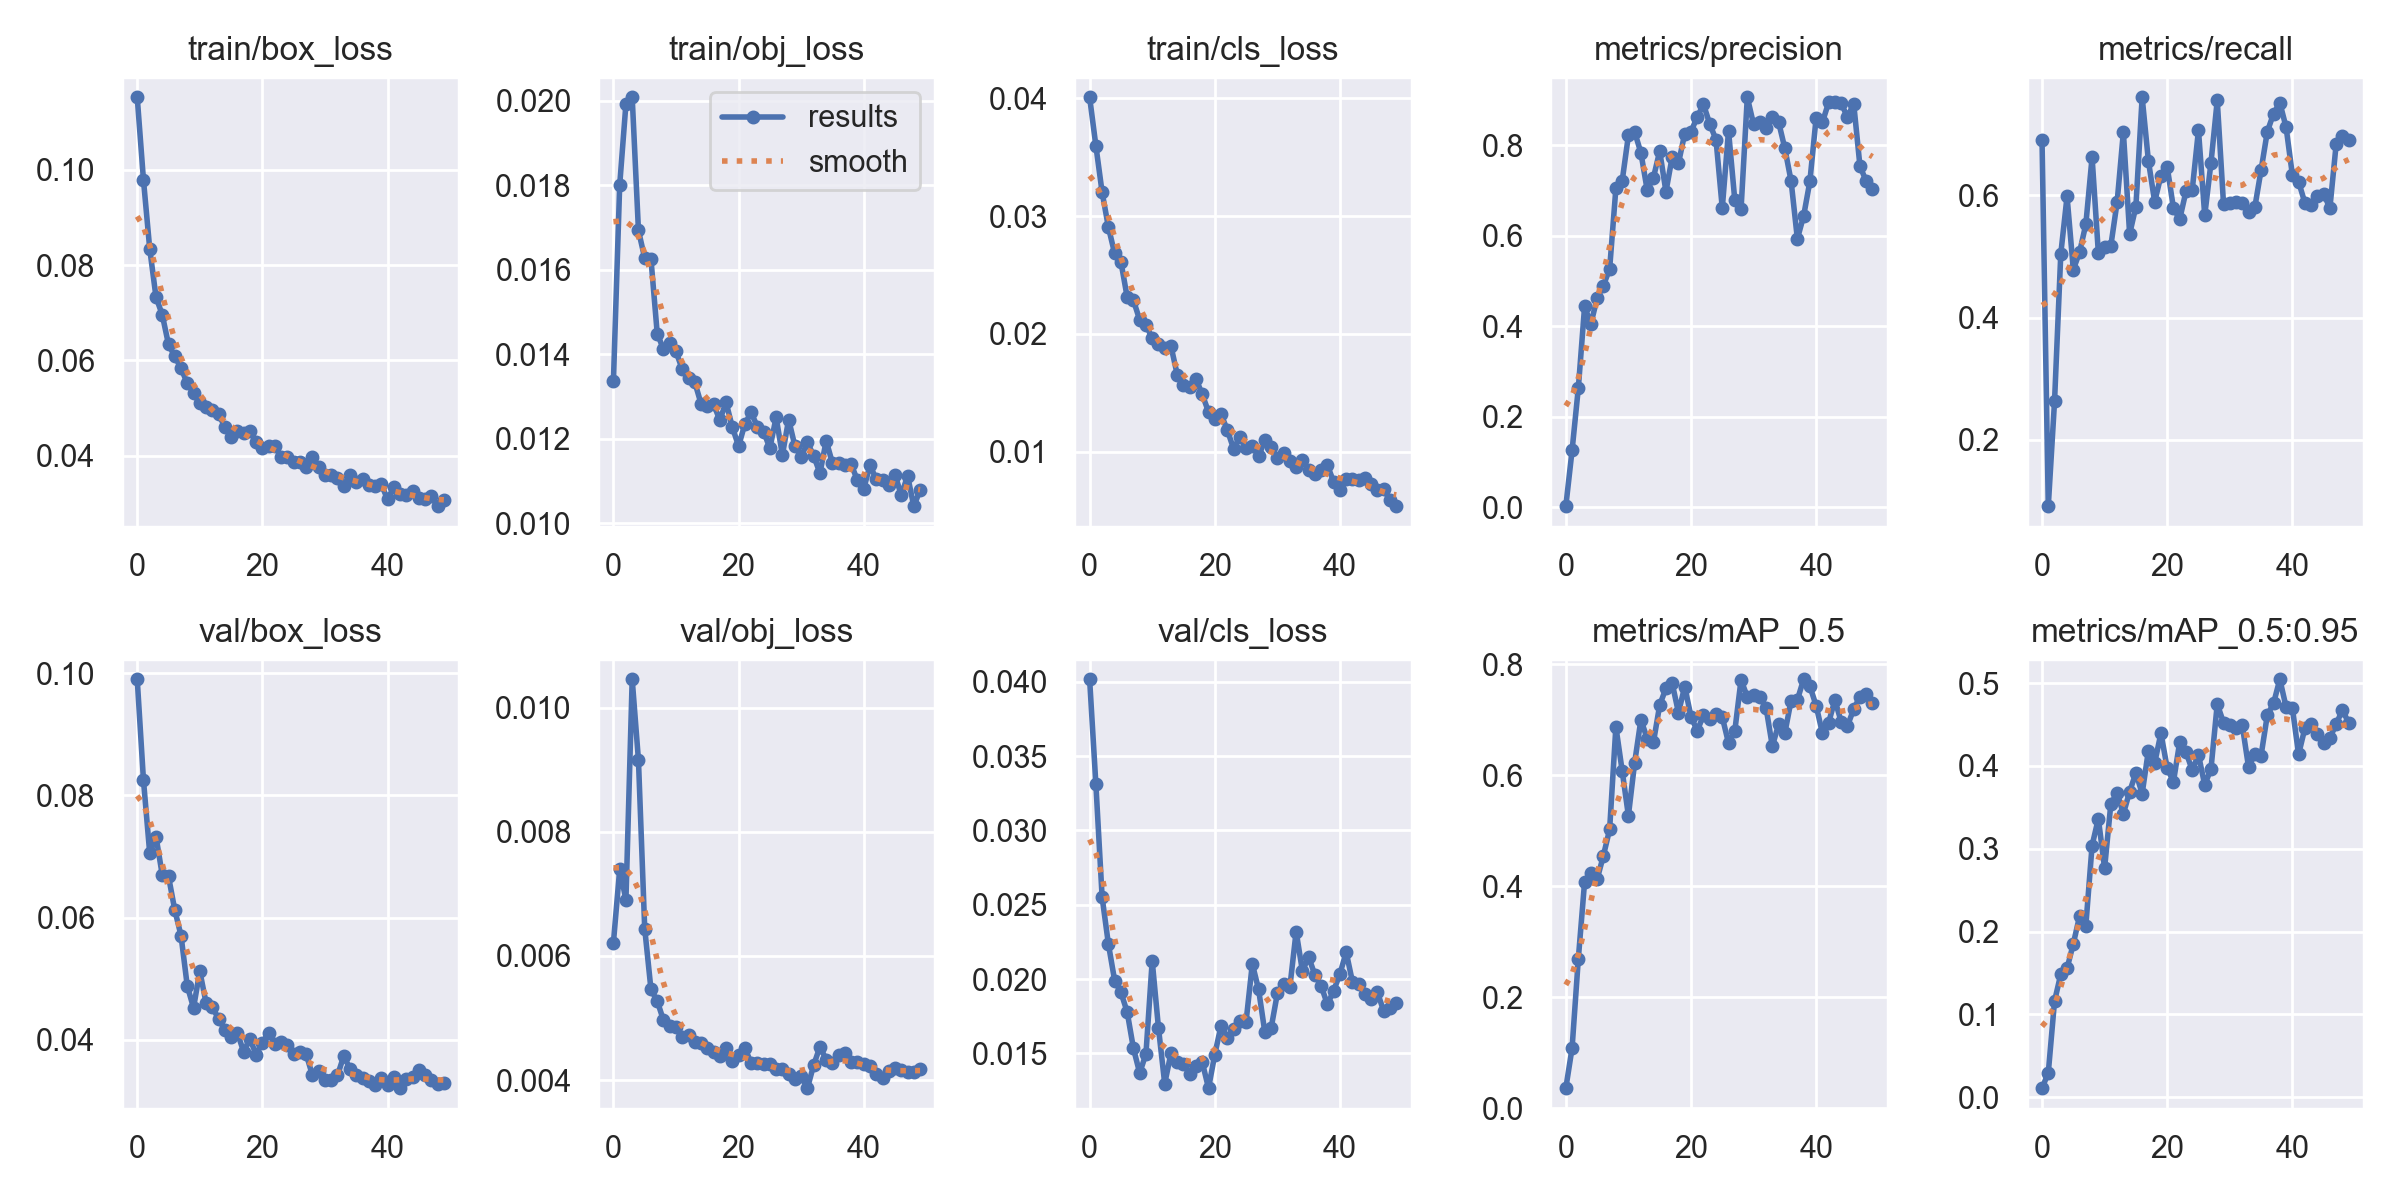 train/box_loss
0.10
0.08
0.06
0.04
0 20 40
train/obj_loss
results
smooth
0.020
0.018
0.016
0.014
0.012
0.010
0 20 40
train/cls_loss
0.04
0.03
0.02
0.01
0 20 40
metrics/precision
0.8
0.6
0.4
0.2
0.0
0 20 40
metrics/recall
0.6
0.4
0.2
0 20 40
val/box_loss
0.10
0.08
0.06
0.04
0 20 40
val/obj_loss
0.010
0.008
0.006
0.004
0 20 40
val/cls_loss
0.040
0.035
0.030
0.025
0.020
0.015
0 20 40
metrics/mAP_0.5
0.8
0.6
0.4
0.2
0.0
0 20 40
metrics/mAP_0.5:0.95
0.5
0.4
0.3
0.2
0.1
0.0
0 20 40